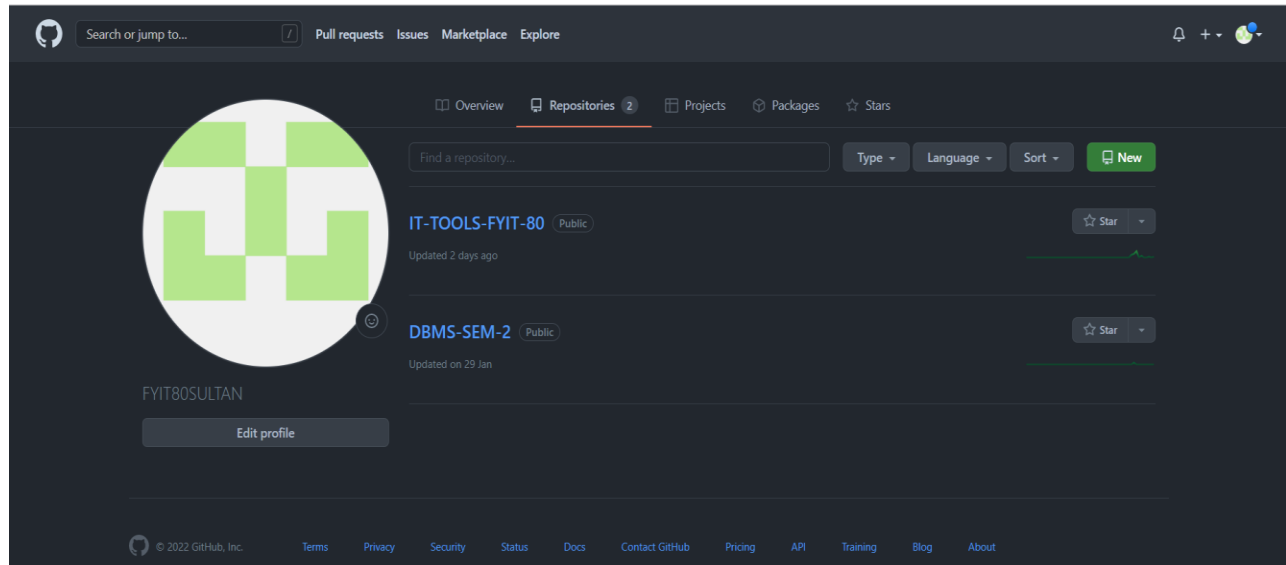 Search or jump to... / Pull requests Issues Marketplace Explore
Overview Repositories 2 Projects Packages Stars
Find a repository... Type Language Sort New
IT-TOOLS-FYIT-80 Public Star
Updated 2 days ago
DBMS-SEM-2 Public Star
Updated on 29 Jan
FYIT80SULTAN
Edit profile
© 2022 GitHub, Inc. Terms Privacy Security Status Docs Contact GitHub Pricing API Training Blog About